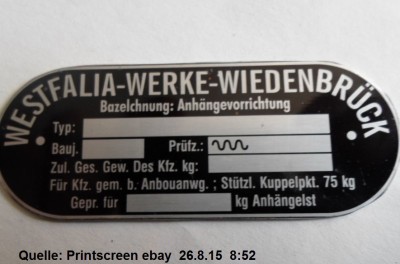 WESTFALIA-WERKE-WIEDENBRÜCK
Bazelchnung: Anhängevorrichtung
Typ:
Bauj. Prüfz.:
Zul. Ges. Gew. Des Kfz. kg:
Für Kfz. gem. b. Anbouanwg. ; Stützl. Kuppelpkt. 75 kg
Gepr. für kg Anhängelst
Quelle: Printscreen ebay 26.8.15 8:52